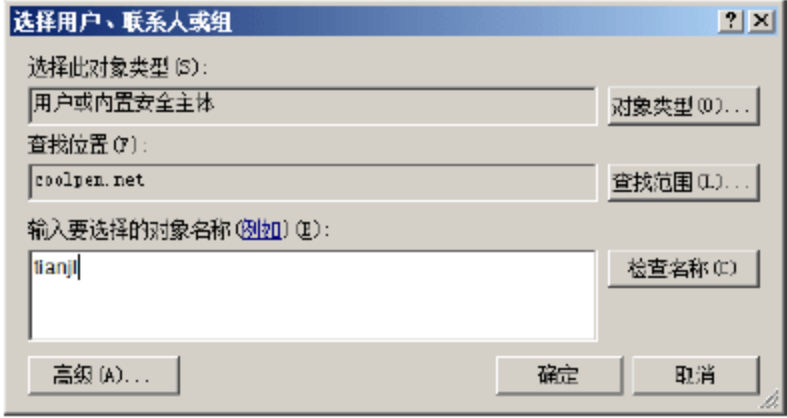 选择用户、联系人或组
选择此对象类型(S):
用户或内置安全主体
对象类型(O)...
查找位置(F):
coolpen.net
查找范围(L)...
输入要选择的对象名称(例如)(E):
检查名称(C)
高级(A)...
确定
取消